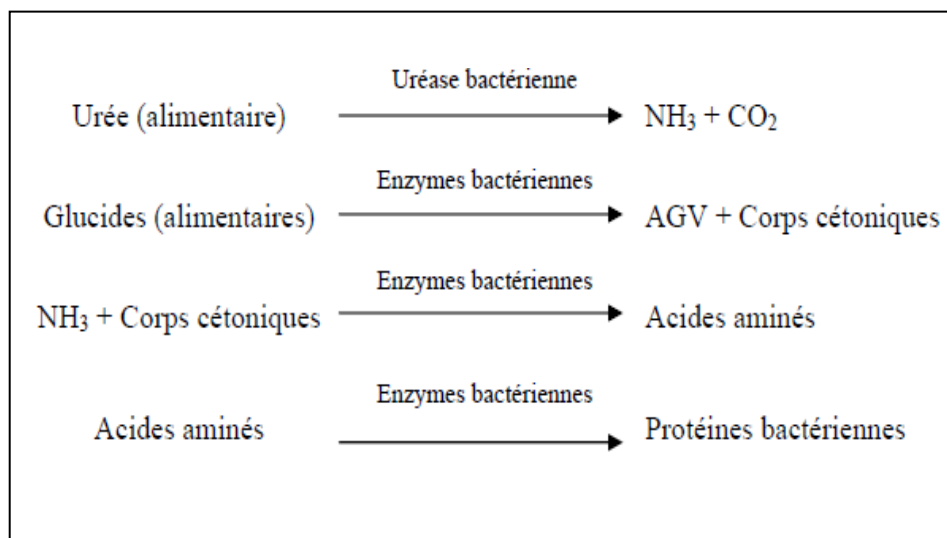 Uréase bactérienne
Urée (alimentaire) NH₃ + CO₂
Enzymes bactériennes
Glucides (alimentaires) AGV + Corps cétoniques
Enzymes bactériennes
NH₃ + Corps cétoniques Acides aminés
Enzymes bactériennes
Acides aminés Protéines bactériennes